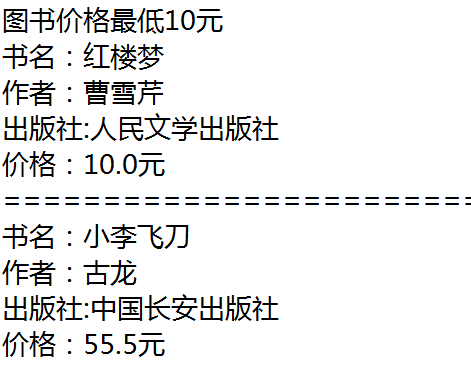 图书价格最低10元
书名：红楼梦
作者：曹雪芹
出版社:人民文学出版社
价格：10.0元
==========================
书名：小李飞刀
作者：古龙
出版社:中国长安出版社
价格：55.5元